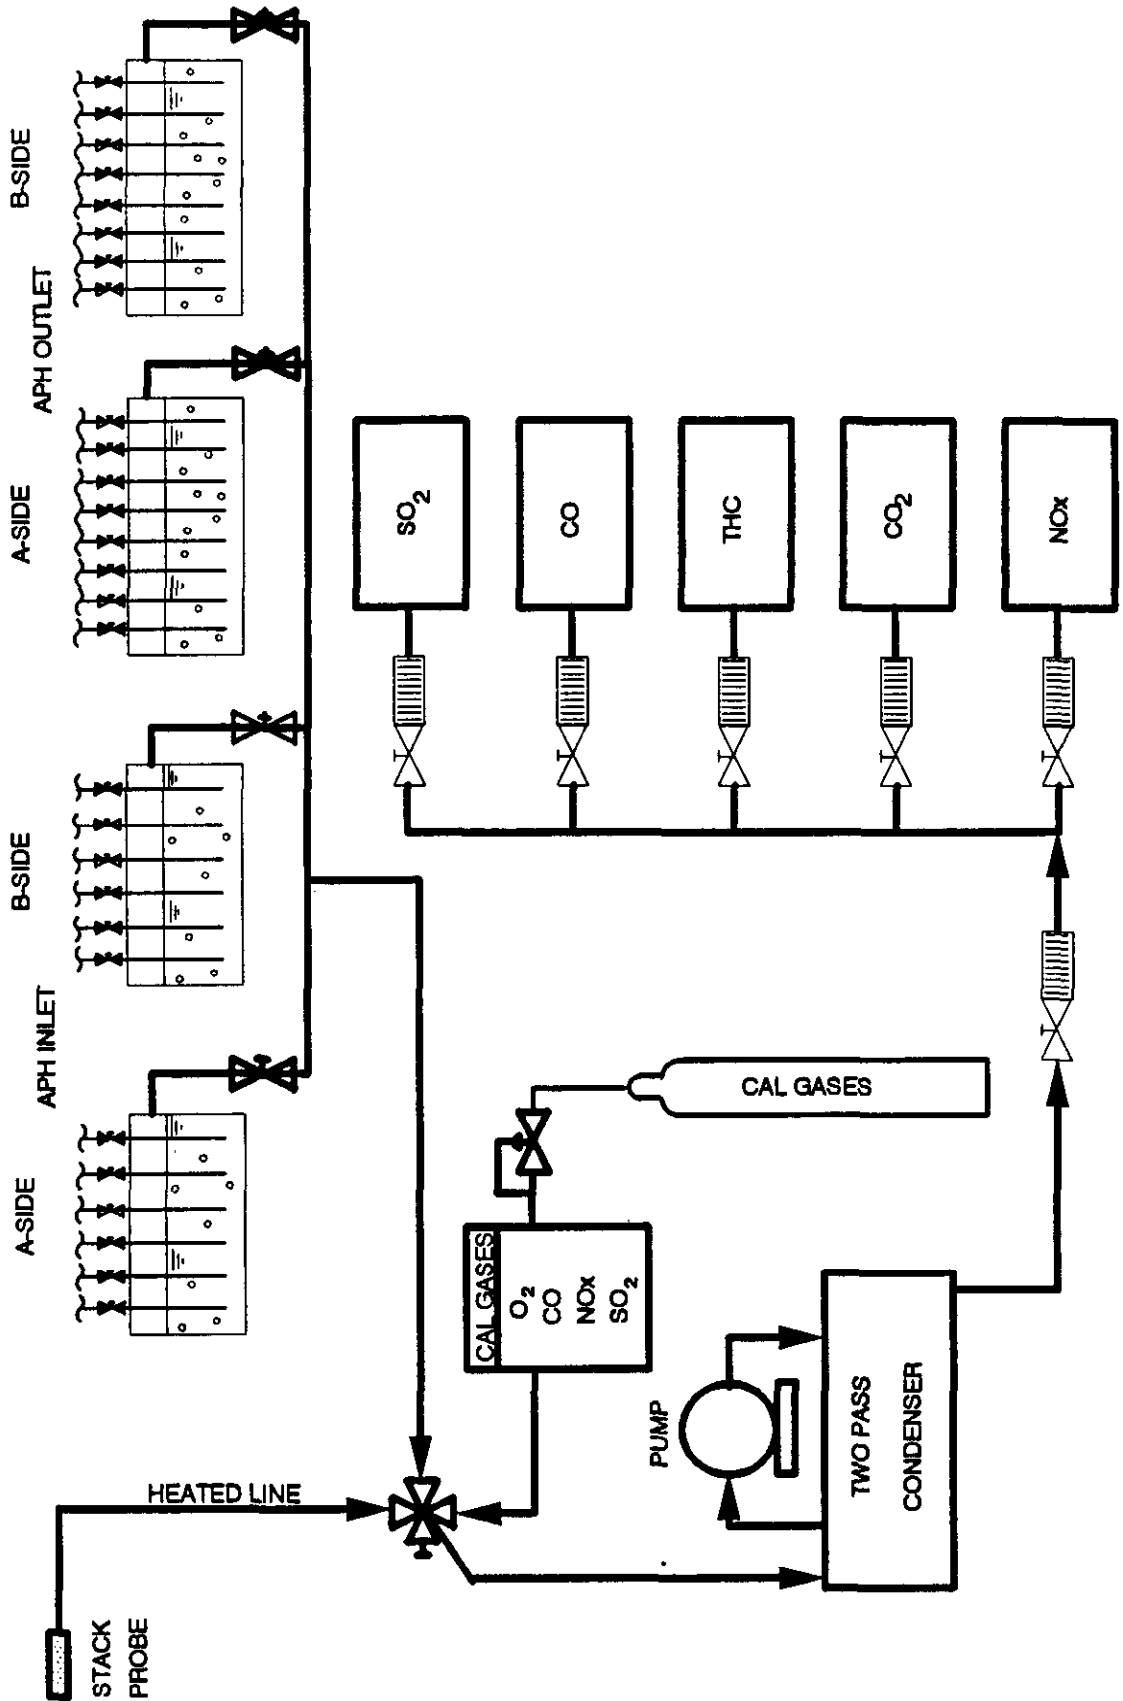 A-SIDE
APH INLET
B-SIDE
A-SIDE
APH OUTLET
B-SIDE
STACK
PROBE
HEATED LINE
CAL GASES
O2
CO
NOx
SO2
CAL GASES
PUMP
TWO PASS
CONDENSER
SO2
CO
THC
CO2
NOx